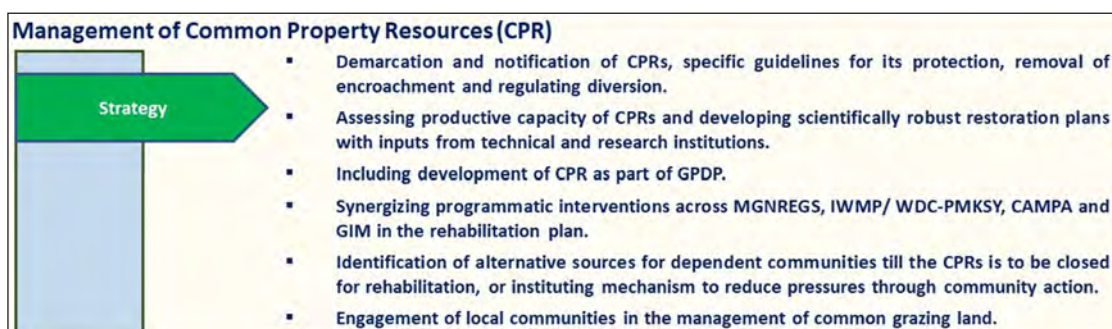 Management of Common Property Resources (CPR)
Strategy
▪ Demarcation and notification of CPRs, specific guidelines for its protection, removal of
encroachment and regulating diversion.
▪ Assessing productive capacity of CPRs and developing scientifically robust restoration plans
with inputs from technical and research institutions.
▪ Including development of CPR as part of GPDP.
▪ Synergizing programmatic interventions across MGNREGS, IWMP/ WDC-PMKSY, CAMPA and
GIM in the rehabilitation plan.
▪ Identification of alternative sources for dependent communities till the CPRs is to be closed
for rehabilitation, or instituting mechanism to reduce pressures through community action.
▪ Engagement of local communities in the management of common grazing land.